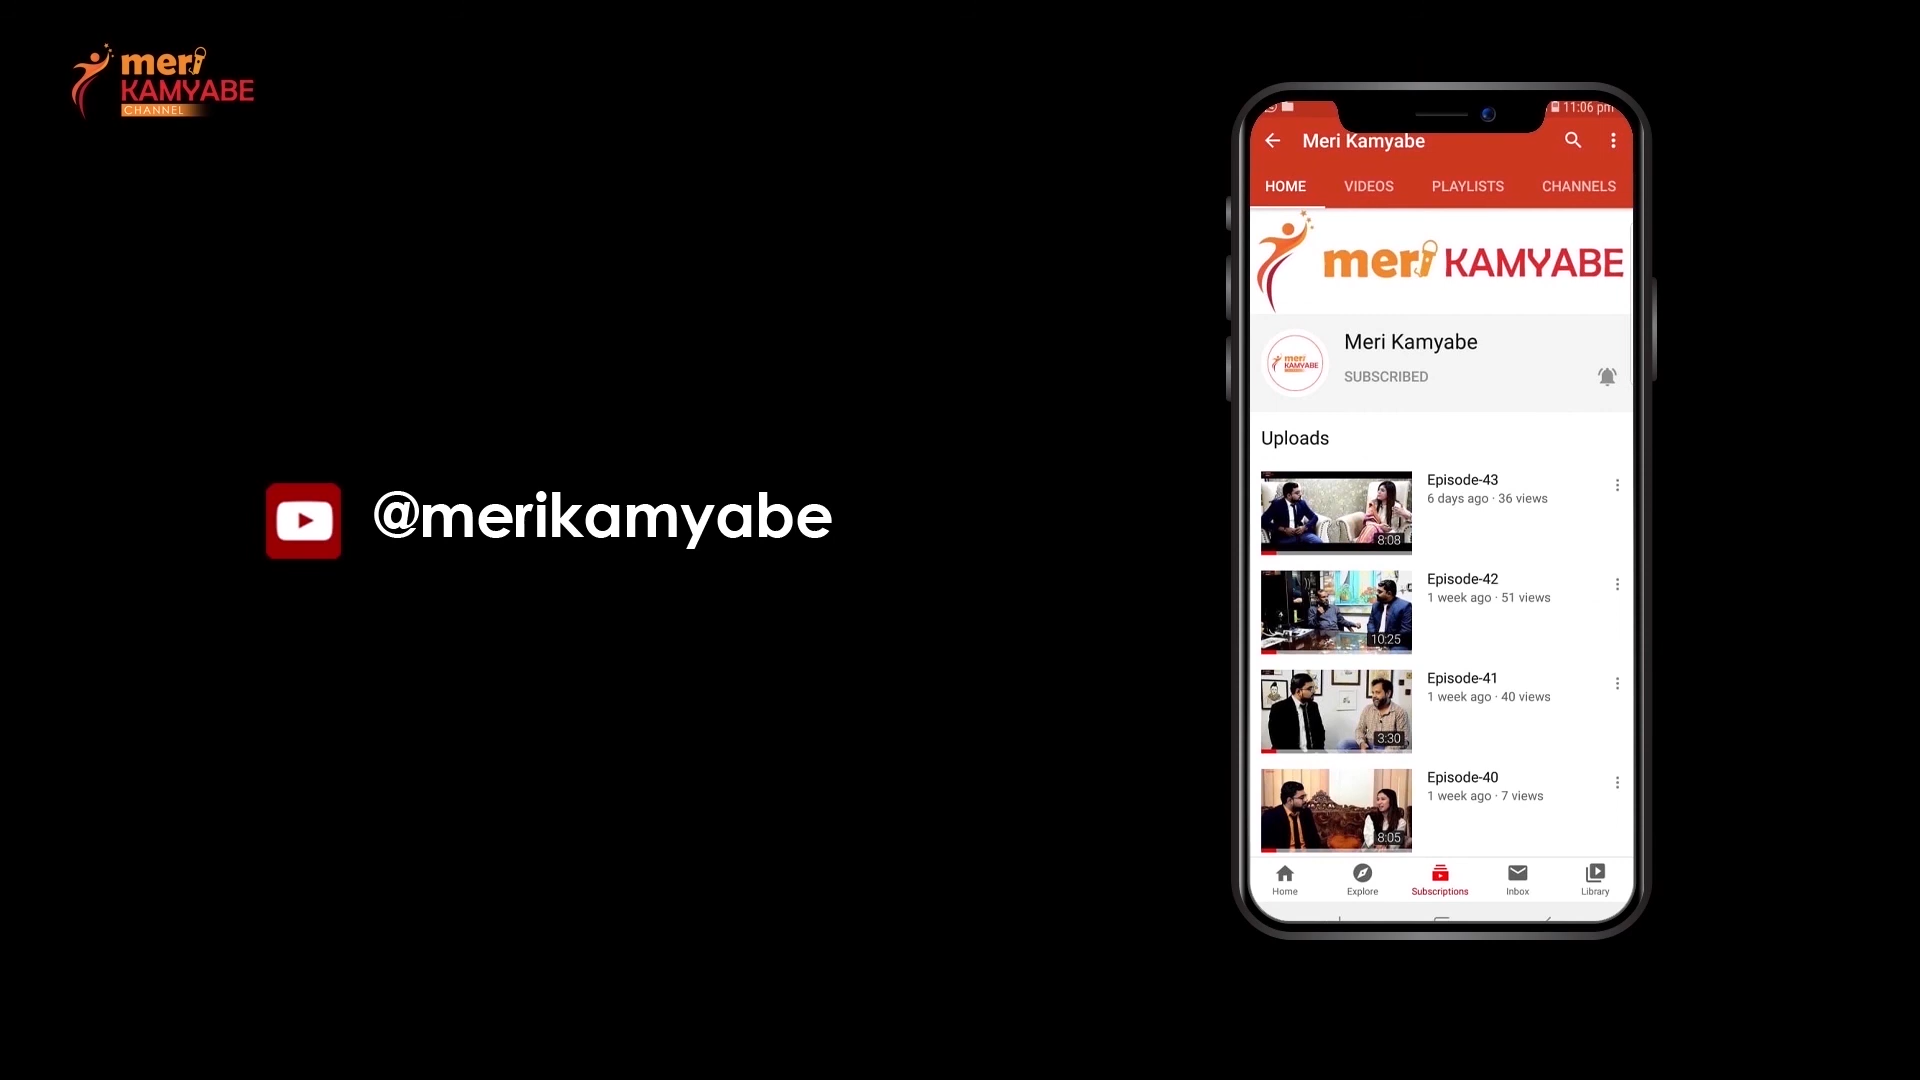 meri
KAMYABE
CHANNEL
@merikamyabe
11:06 pm
Meri Kamyabe
HOME VIDEOS PLAYLISTS CHANNELS
meri KAMYABE
meri
KAMYABE
Meri Kamyabe
SUBSCRIBED
Uploads
8:08
Episode-43
6 days ago · 36 views
10:25
Episode-42
1 week ago · 51 views
3:30
Episode-41
1 week ago · 40 views
8:05
Episode-40
1 week ago · 7 views
Home Explore Subscriptions Inbox Library